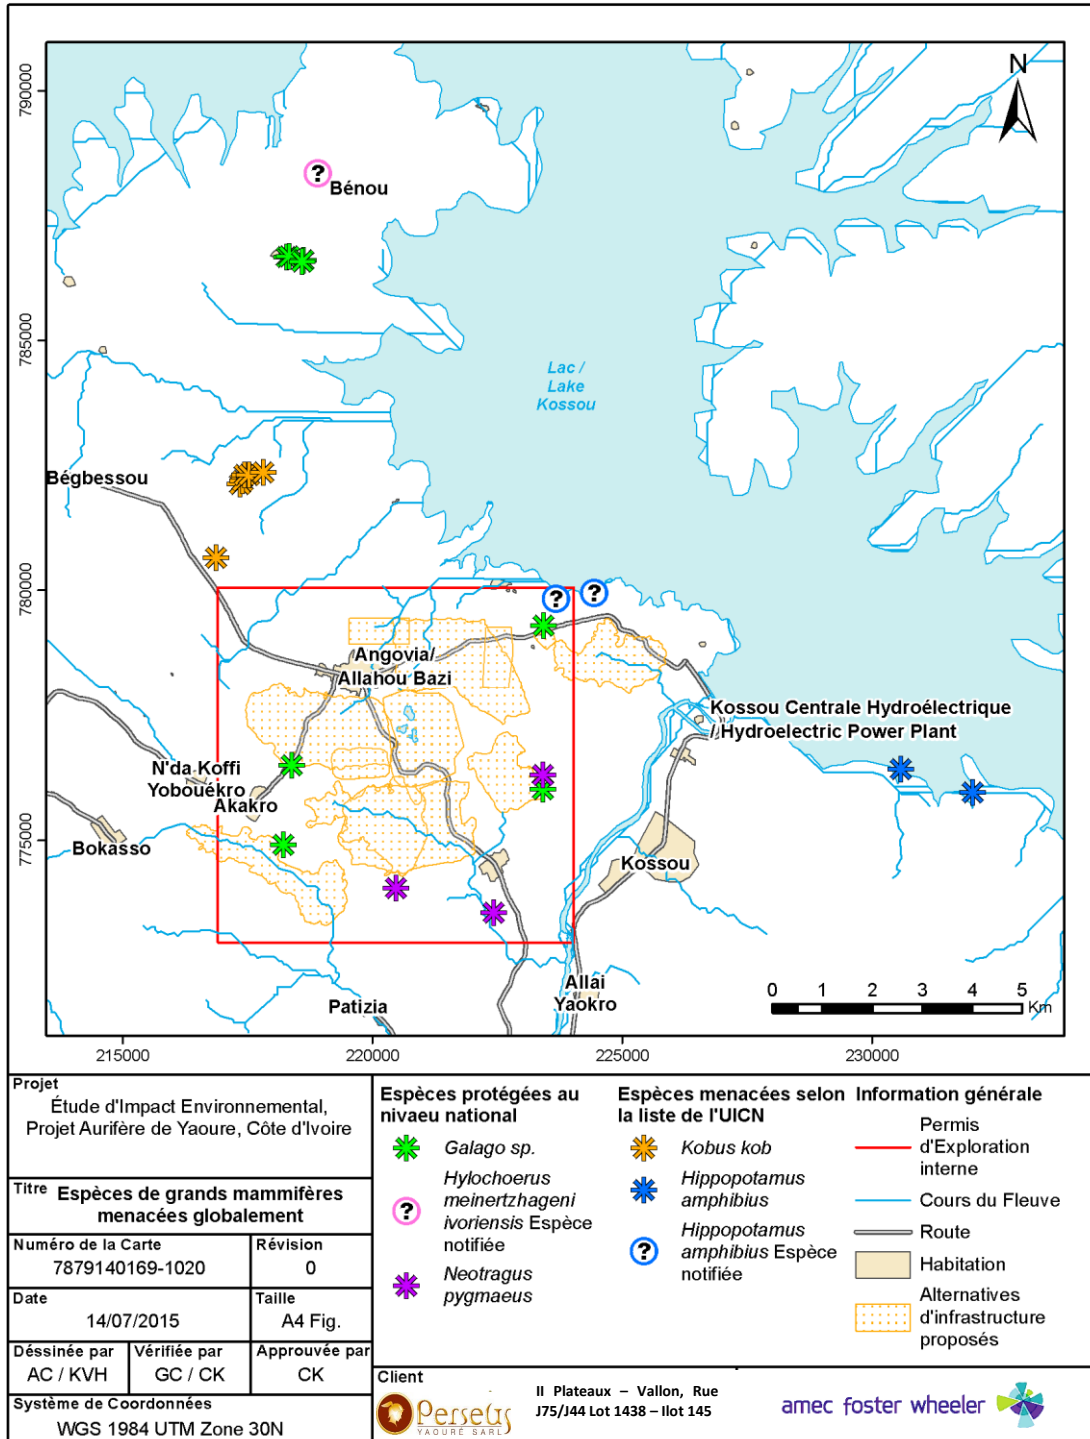 790000
785000
780000
775000
N
?
Bénou
Lac /
Lake
Kossou
Bégbessou
?
?
Angovia/
Allahou Bazi
Kossou Centrale Hydroélectrique
/ Hydroelectric Power Plant
N'da Koffi
Yobouékro
Akakro
Bokasso
Kossou
Allai
Yaokro
Patizia
0 1 2 3 4 5
Km
215000 220000 225000 230000
Projet
Étude d'Impact Environnemental,
Projet Aurifère de Yaoure, Côte d'Ivoire
Titre Espèces de grands mammifères
menacées globalement
Numéro de la Carte
7879140169-1020
Révision
0
Date
14/07/2015
Taille
A4 Fig.
Déssinée par
AC / KVH
Vérifiée par
GC / CK
Approuvée par
CK
Système de Coordonnées
WGS 1984 UTM Zone 30N
Espèces protégées au
nivaeu national
Galago sp.
?
Hylochoerus
meinertzhageni
ivoriensis Espèce
notifiée
Neotragus
pygmaeus
Espèces menacées selon
la liste de l'UICN
Kobus kob
Hippopotamus
amphibius
?
Hippopotamus
amphibius Espèce
notifiée
Information générale
Permis
d'Exploration
interne
Cours du Fleuve
Route
Habitation
Alternatives
d'infrastructure
proposés
Client
Perseus
YAOURÉ SARL
II Plateaux – Vallon, Rue
J75/J44 Lot 1438 – Ilot 145
amec foster wheeler